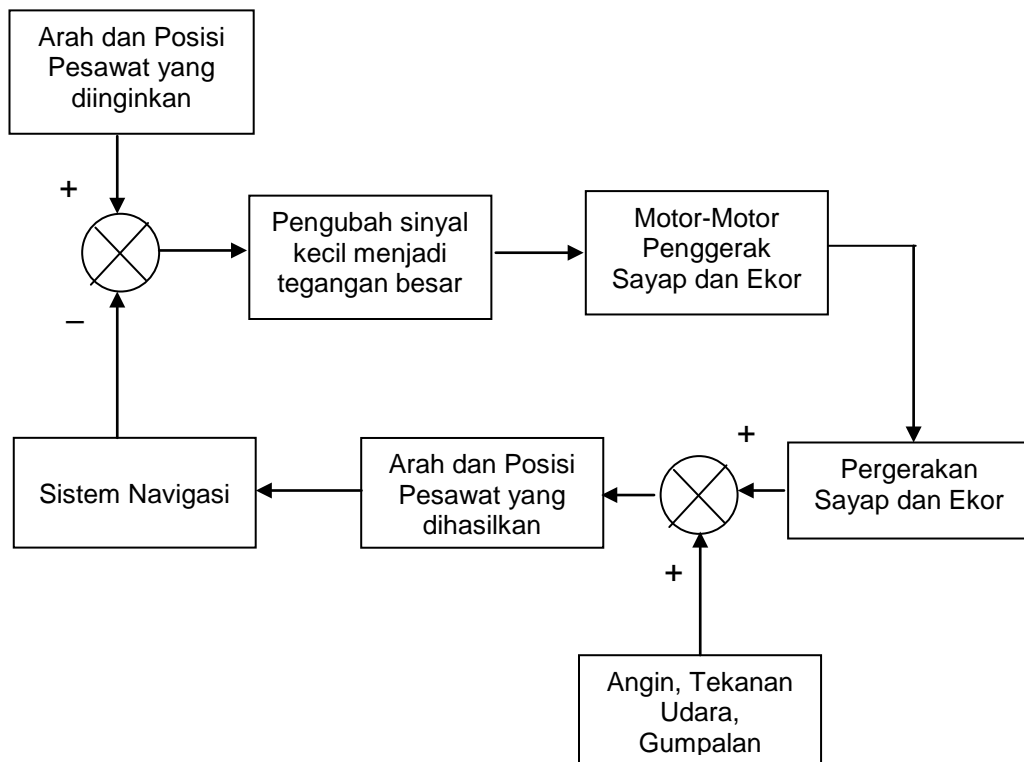 Arah dan Posisi
Pesawat yang
diinginkan
+
Pengubah sinyal
kecil menjadi
tegangan besar
Motor-Motor
Penggerak
Sayap dan Ekor
–
Sistem Navigasi
Arah dan Posisi
Pesawat yang
dihasilkan
+
Pergerakan
Sayap dan Ekor
+
Angin, Tekanan
Udara,
Gumpalan